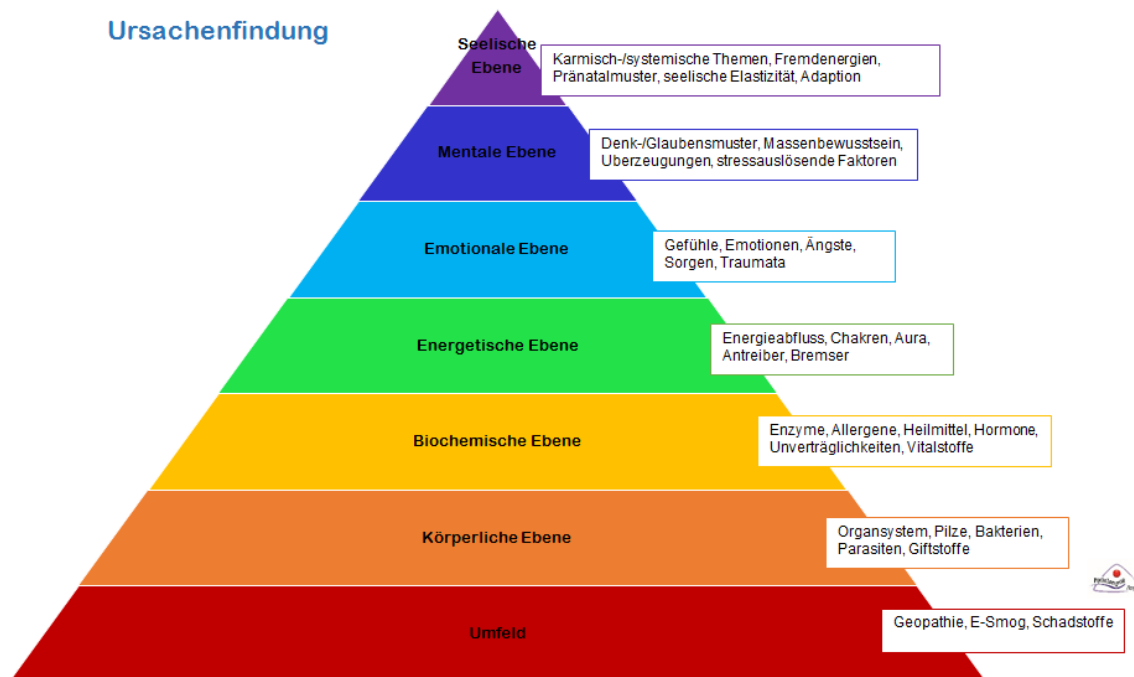 Ursachenfindung
Seelische
Ebene
Karmisch-/systemische Themen, Fremdenergien,
Pränatalmuster, seelische Elastizität, Adaption
Mentale Ebene
Denk-/Glaubensmuster, Massenbewusstsein,
Überzeugungen, stressauslösende Faktoren
Emotionale Ebene
Gefühle, Emotionen, Ängste,
Sorgen, Traumata
Energetische Ebene
Energieabfluss, Chakren, Aura,
Antreiber, Bremser
Biochemische Ebene
Enzyme, Allergene, Heilmittel, Hormone,
Unverträglichkeiten, Vitalstoffe
Körperliche Ebene
Organsystem, Pilze, Bakterien,
Parasiten, Giftstoffe
Umfeld
Geopathie, E-Smog, Schadstoffe